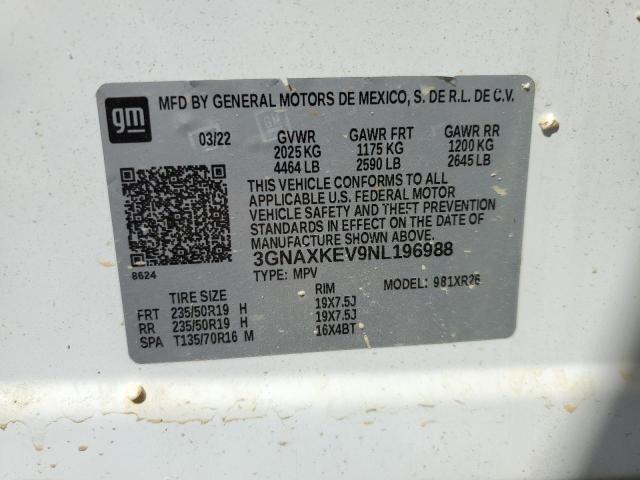 gm
MFD BY GENERAL MOTORS DE MEXICO, S. DE R.L. DE C.V.
03/22 GVWR GAWR FRT GAWR RR
2025 KG 1175 KG 1200 KG
4464 LB 2590 LB 2645 LB
THIS VEHICLE CONFORMS TO ALL
APPLICABLE U.S. FEDERAL MOTOR
VEHICLE SAFETY AND THEFT PREVENTION
STANDARDS IN EFFECT ON THE DATE OF
MANUFACTURE SHOWN ABOVE.
8624
3GNAXKEV9NL196988
TYPE: MPV MODEL: 981XR26
TIRE SIZE RIM
FRT 235/50R19 H 19X7.5J
RR 235/50R19 H 19X7.5J
SPA T135/70R16 M 16X4BT